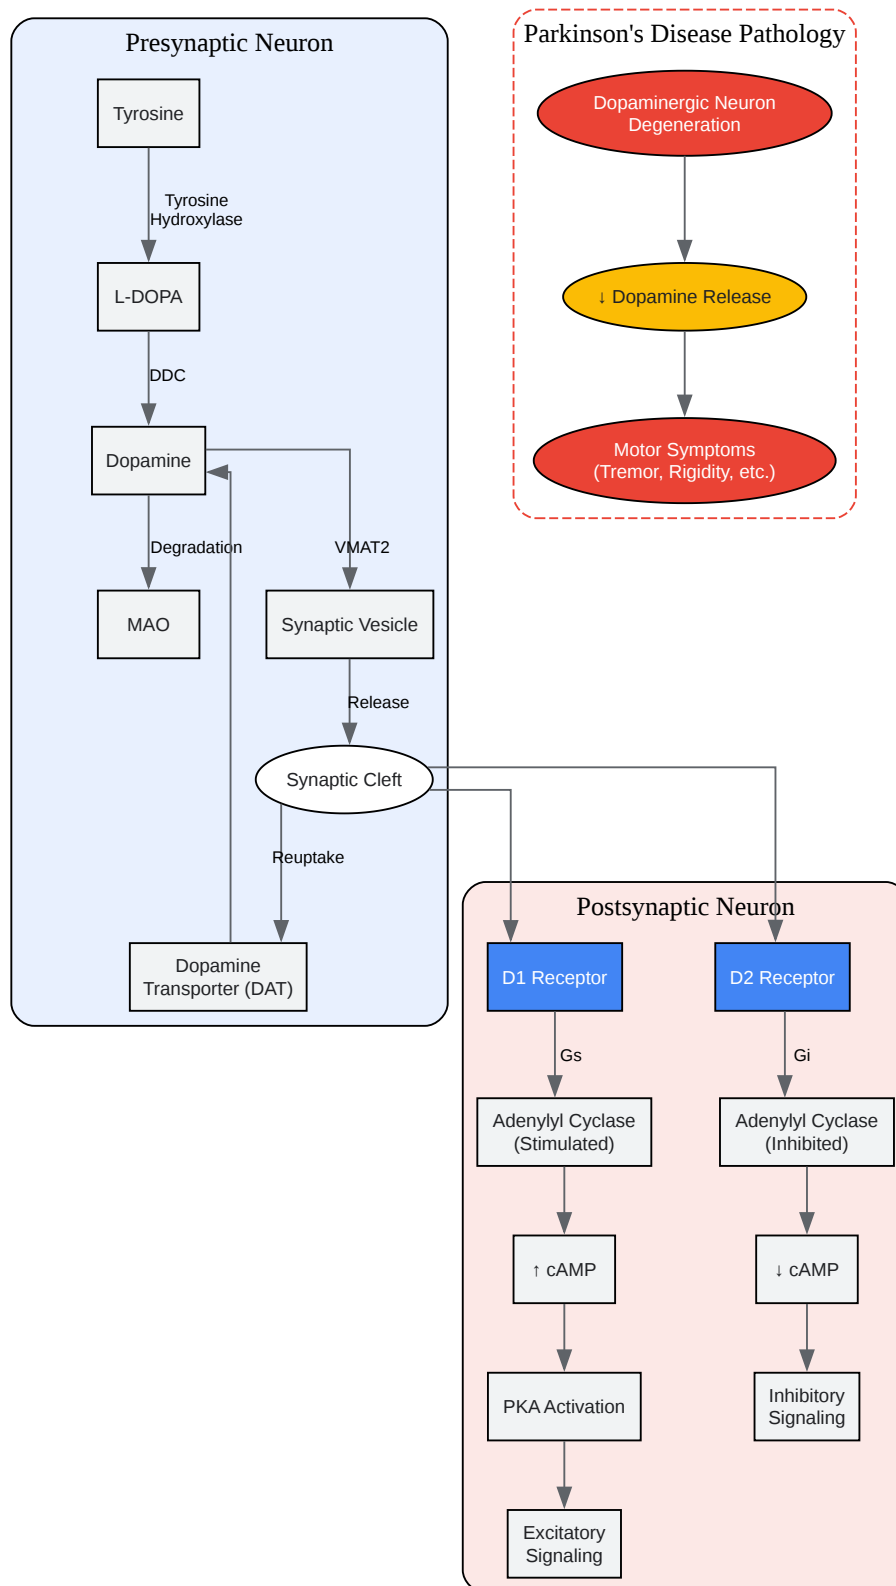 Presynaptic Neuron
Tyrosine
Tyrosine
Hydroxylase
L-DOPA
DDC
Dopamine
Degradation
VMAT2
MAO
Synaptic Vesicle
Release
Synaptic Cleft
Reuptake
Dopamine
Transporter (DAT)
Parkinson's Disease Pathology
Dopaminergic Neuron
Degeneration
↓ Dopamine Release
Motor Symptoms
(Tremor, Rigidity, etc.)
Postsynaptic Neuron
D1 Receptor
D2 Receptor
Gs
Gi
Adenylyl Cyclase
(Stimulated)
Adenylyl Cyclase
(Inhibited)
↑ cAMP
↓ cAMP
PKA Activation
Inhibitory
Signaling
Excitatory
Signaling